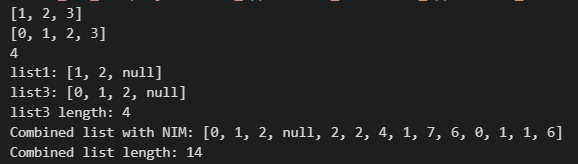 [1, 2, 3]
[0, 1, 2, 3]
4
list1: [1, 2, null]
list3: [0, 1, 2, null]
list3 length: 4
Combined list with NIM: [0, 1, 2, null, 2, 2, 4, 1, 7, 6, 0, 1, 1, 6]
Combined list length: 14